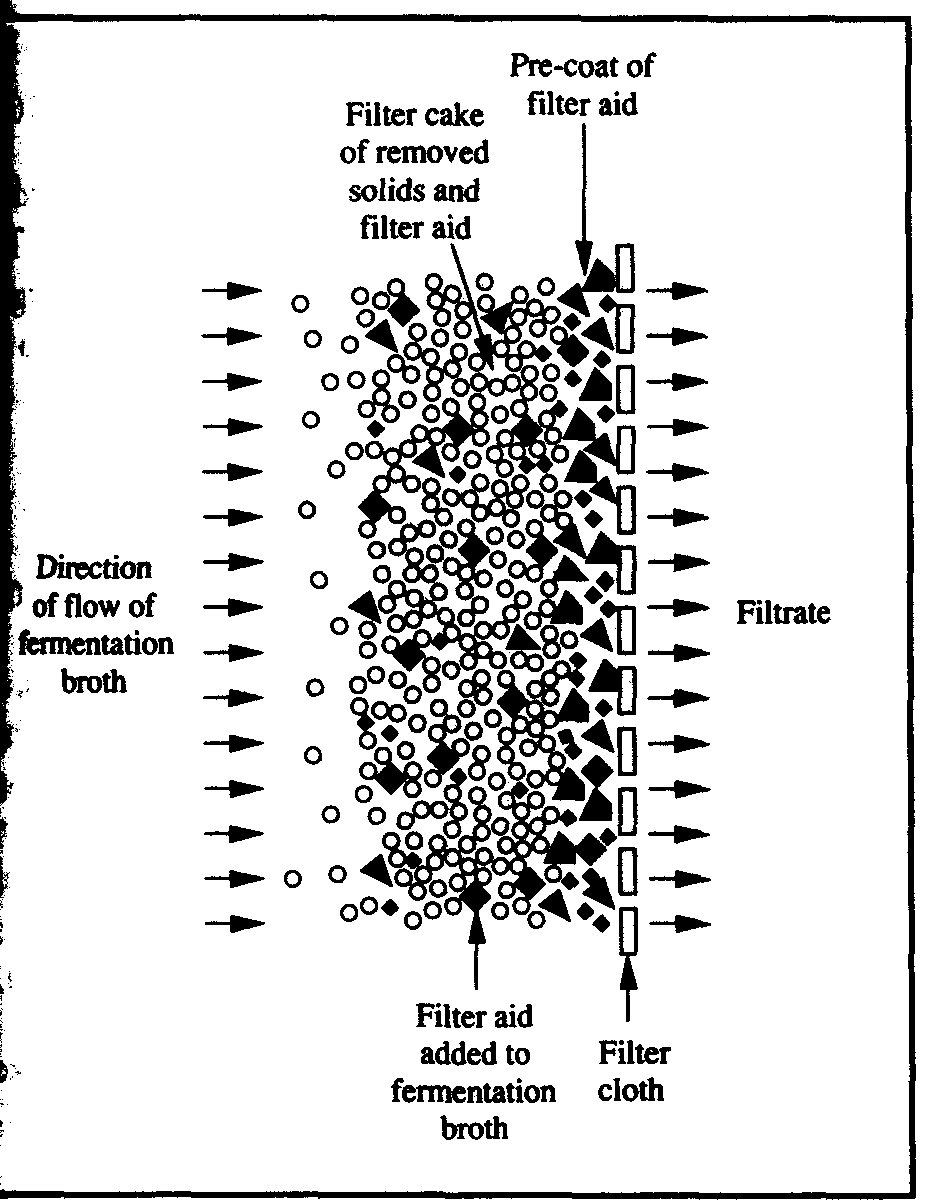 Pre-coat of
filter aid
Filter cake
of removed
solids and
filter aid
Direction
of flow of
fermentation
broth
Filtrate
Filter aid
added to
fermentation
broth
Filter
cloth